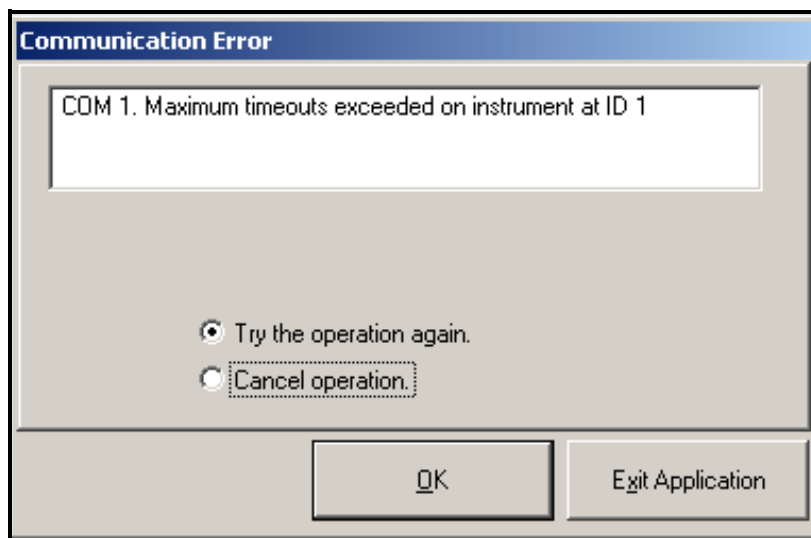 Communication Error
COM 1. Maximum timeouts exceeded on instrument at ID 1
Try the operation again.
Cancel operation.
OK
Exit Application